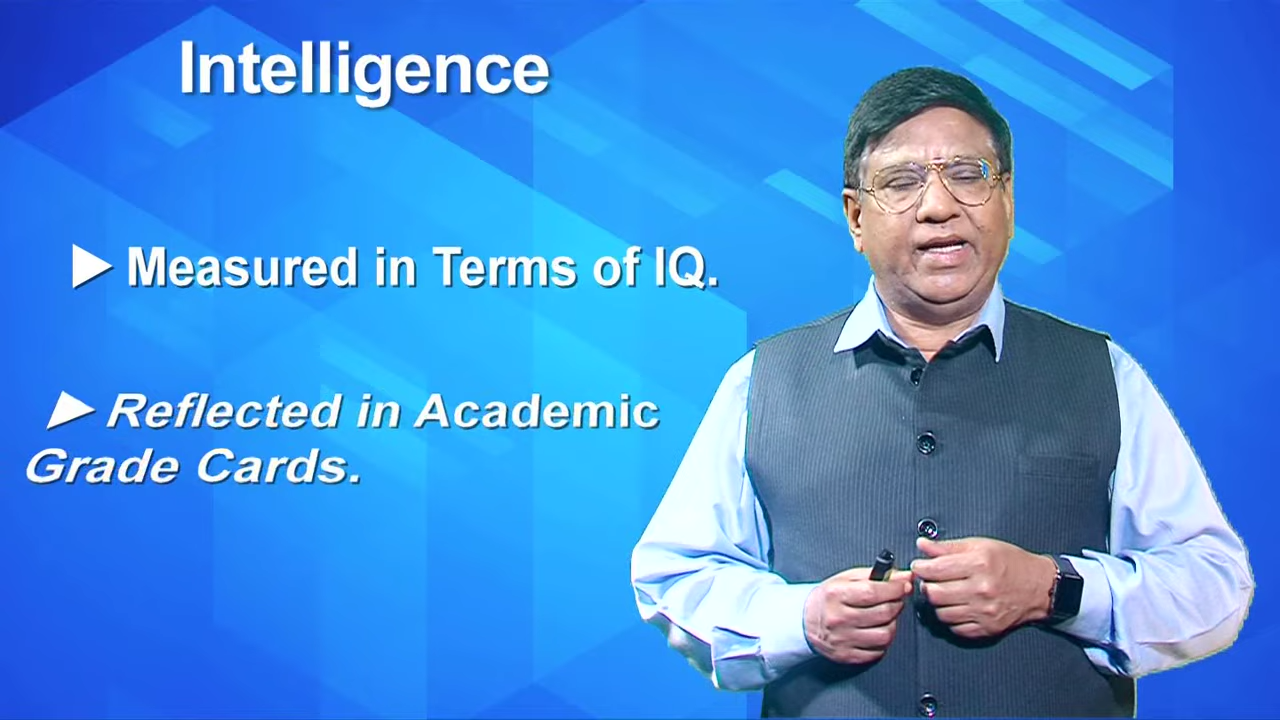 Intelligence
▶ Measured in Terms of IQ.
▶ Reflected in Academic
Grade Cards.